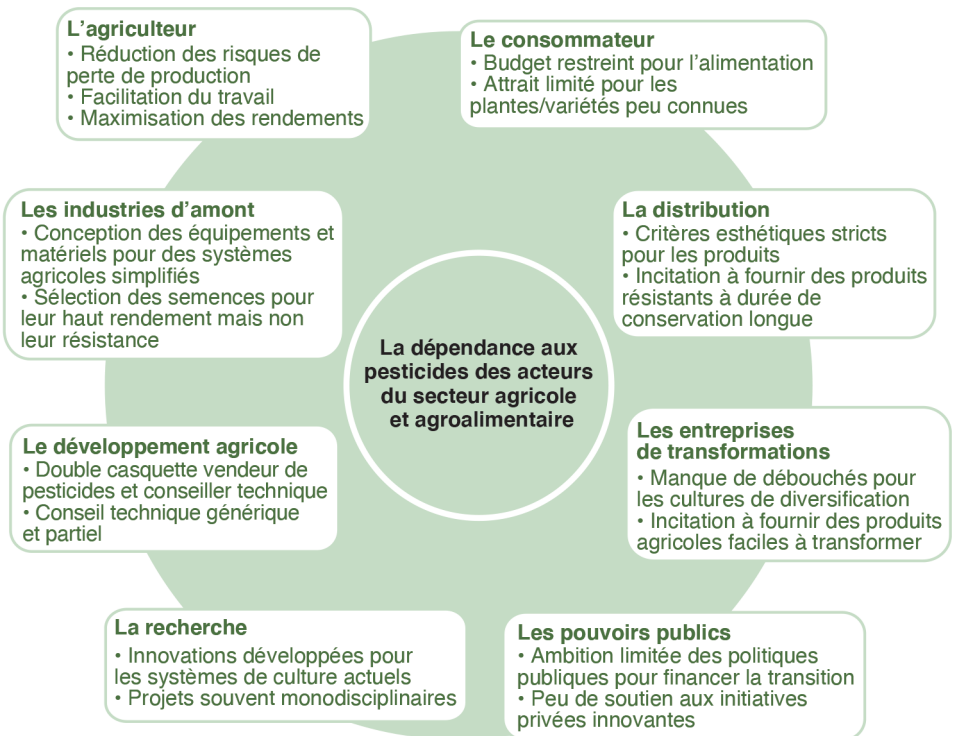 L'agriculteur
• Réduction des risques de
perte de production
• Facilitation du travail
• Maximisation des rendements
Le consommateur
• Budget restreint pour l'alimentation
• Attrait limité pour les
plantes/variétés peu connues
Les industries d'amont
• Conception des équipements et
matériels pour des systèmes
agricoles simplifiés
• Sélection des semences pour
leur haut rendement mais non
leur résistance
La distribution
• Critères esthétiques stricts
pour les produits
• Incitation à fournir des produits
résistants à durée de
conservation longue
La dépendance aux
pesticides des acteurs
du secteur agricole
et agroalimentaire
Le développement agricole
• Double casquette vendeur de
pesticides et conseiller technique
• Conseil technique générique
et partiel
Les entreprises
de transformations
• Manque de débouchés pour
les cultures de diversification
• Incitation à fournir des produits
agricoles faciles à transformer
La recherche
• Innovations développées pour
les systèmes de culture actuels
• Projets souvent monodisciplinaires
Les pouvoirs publics
• Ambition limitée des politiques
publiques pour financer la transition
• Peu de soutien aux initiatives
privées innovantes